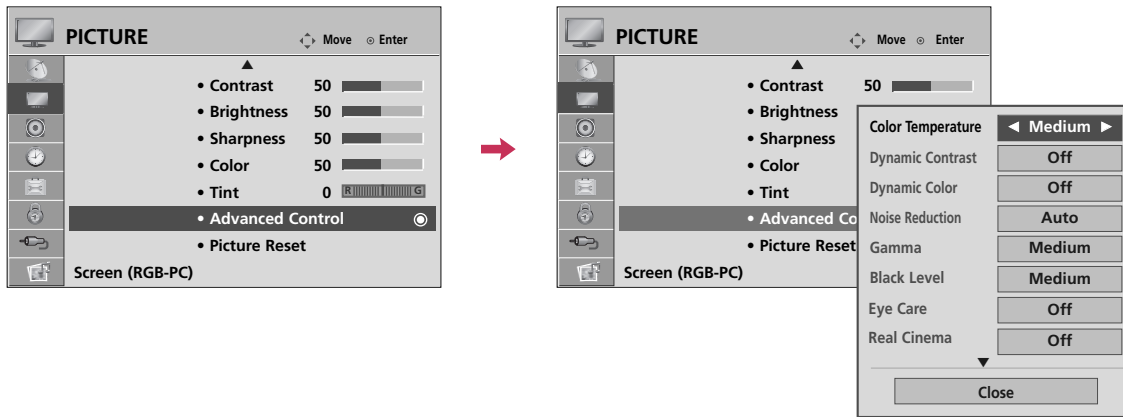 PICTURE Move Enter
• Contrast 50
• Brightness 50
• Sharpness 50
• Color 50
• Tint 0 R G
• Advanced Control
• Picture Reset
Screen (RGB-PC)
PICTURE Move Enter
• Contrast 50
• Brightness
• Sharpness
• Color
• Tint
• Advanced Co
• Picture Reset
Screen (RGB-PC)
Color Temperature Medium
Dynamic Contrast Off
Dynamic Color Off
Noise Reduction Auto
Gamma Medium
Black Level Medium
Eye Care Off
Real Cinema Off
Close